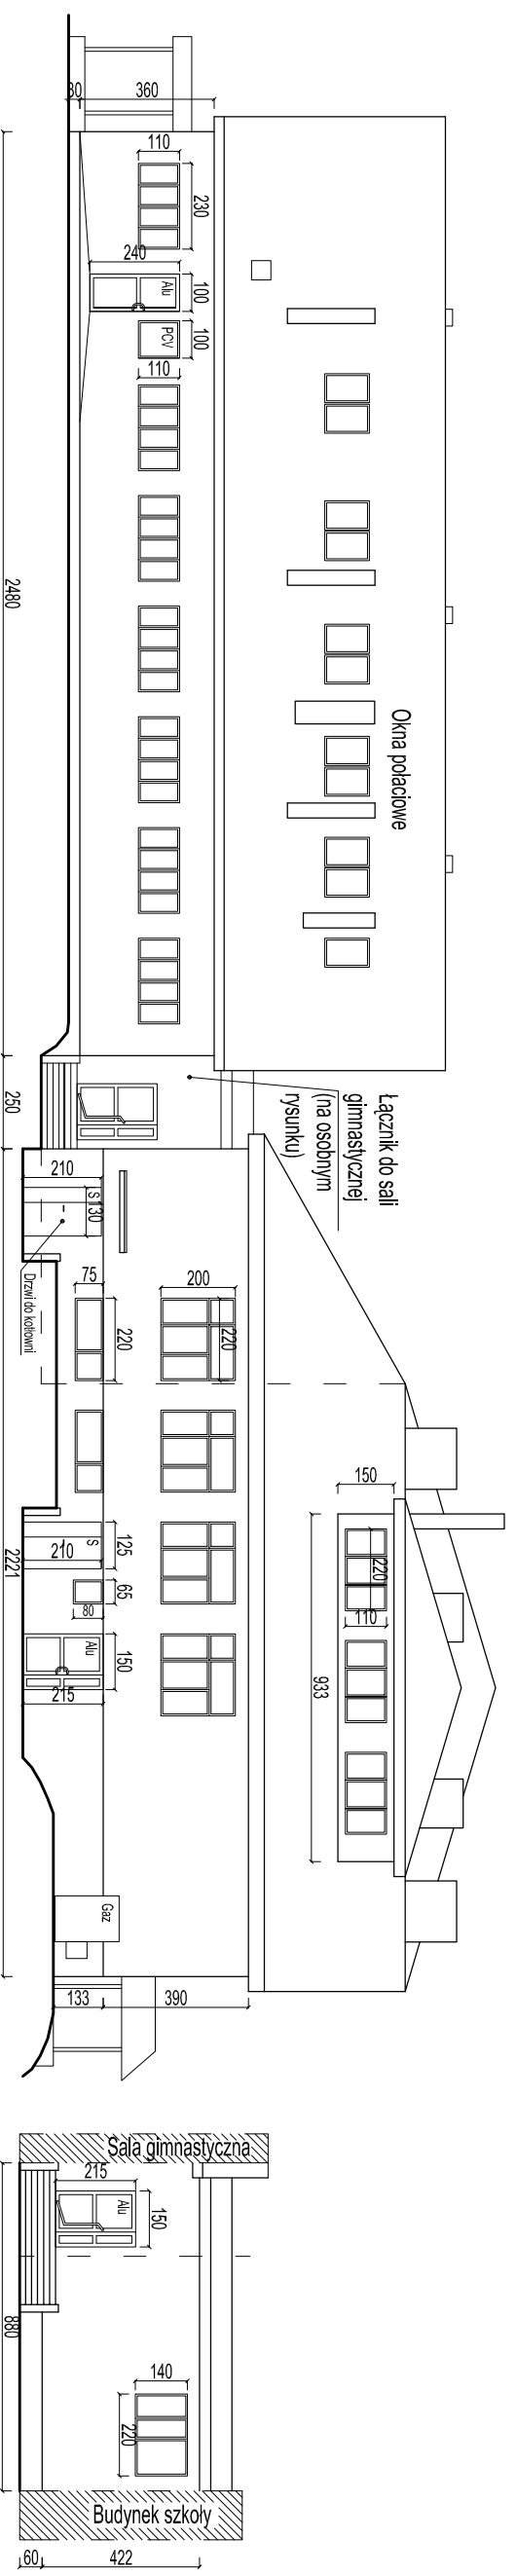 Okna połaciowe
Łącznik do sali
gimnastycznej
(na osobnym
rysunku)
30
360
110
230
240
100
Alu
100
PCV
110
2480
250
210
S
130
Drzwi do kotłowni
75
220
200
220
125
S
210
65
80
150
Alu
215
2221
150
220
110
933
Gaz
133
390
Sala gimnastyczna
215
150
Alu
880
140
220
Budynek szkoły
60
422